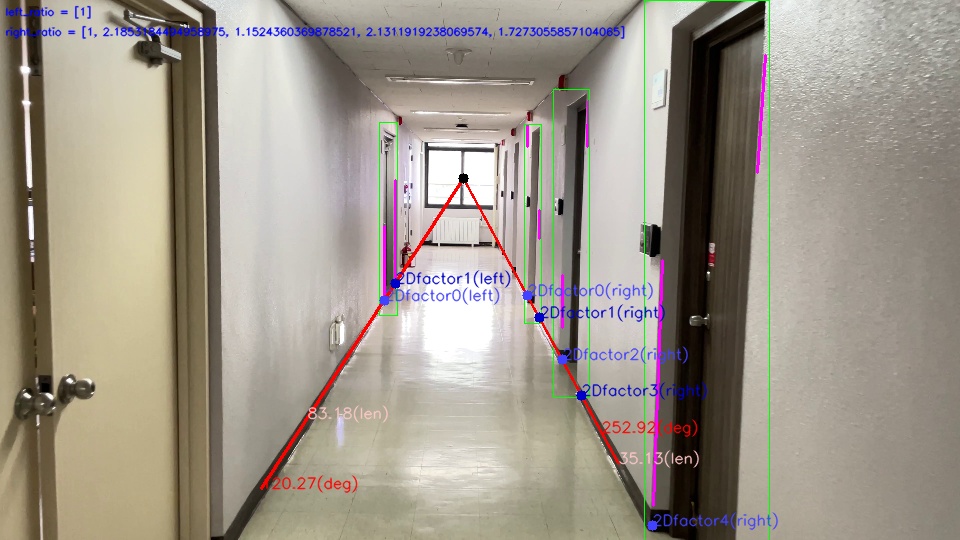 left_ratio = [1]
right_ratio = [1, 2.1853184494958975, 1.1524360369878521, 2.1311919238069574, 1.7273055857104065]
2Dfactor1(left)
2Dfactor0(left)
2Dfactor0(right)
2Dfactor1(right)
2Dfactor2(right)
2Dfactor3(right)
83.18(len)
252.92(deg)
35.13(len)
20.27(deg)
2Dfactor4(right)